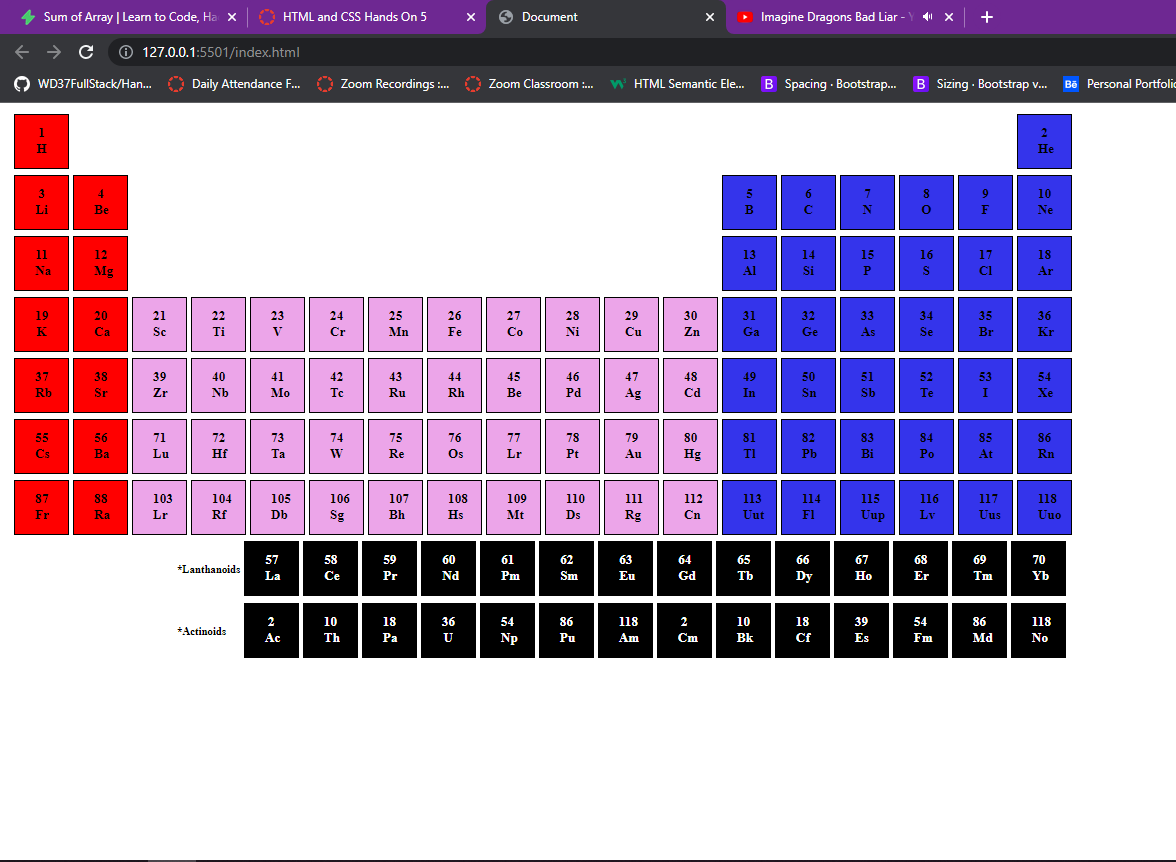 Sum of Array | Learn to Code, Ha
HTML and CSS Hands On 5
Document
Imagine Dragons Bad Liar -
127.0.0.1:5501/index.html
WD37FullStack/Han... Daily Attendance F... Zoom Recordings :... Zoom Classroom :... HTML Semantic Ele... B Spacing · Bootstrap... B Sizing · Bootstrap v... Bē Personal Portfolio
1 2
H He
3 4 5 6 7 8 9 10
Li Be B C N O F Ne
11 12 13 14 15 16 17 18
Na Mg Al Si P S Cl Ar
19 20 21 22 23 24 25 26 27 28 29 30 31 32 33 34 35 36
K Ca Sc Ti V Cr Mn Fe Co Ni Cu Zn Ga Ge As Se Br Kr
37 38 39 40 41 42 43 44 45 46 47 48 49 50 51 52 53 54
Rb Sr Zr Nb Mo Tc Ru Rh Be Pd Ag Cd In Sn Sb Te I Xe
55 56 71 72 73 74 75 76 77 78 79 80 81 82 83 84 85 86
Cs Ba Lu Hf Ta W Re Os Lr Pt Au Hg Tl Pb Bi Po At Rn
87 88 103 104 105 106 107 108 109 110 111 112 113 114 115 116 117 118
Fr Ra Lr Rf Db Sg Bh Hs Mt Ds Rg Cn Uut Fl Uup Lv Uus Uuo
57 58 59 60 61 62 63 64 65 66 67 68 69 70
*Lanthanoids La Ce Pr Nd Pm Sm Eu Gd Tb Dy Ho Er Tm Yb
2 10 18 36 54 86 118 2 10 18 39 54 86 118
*Actinoids Ac Th Pa U Np Pu Am Cm Bk Cf Es Fm Md No